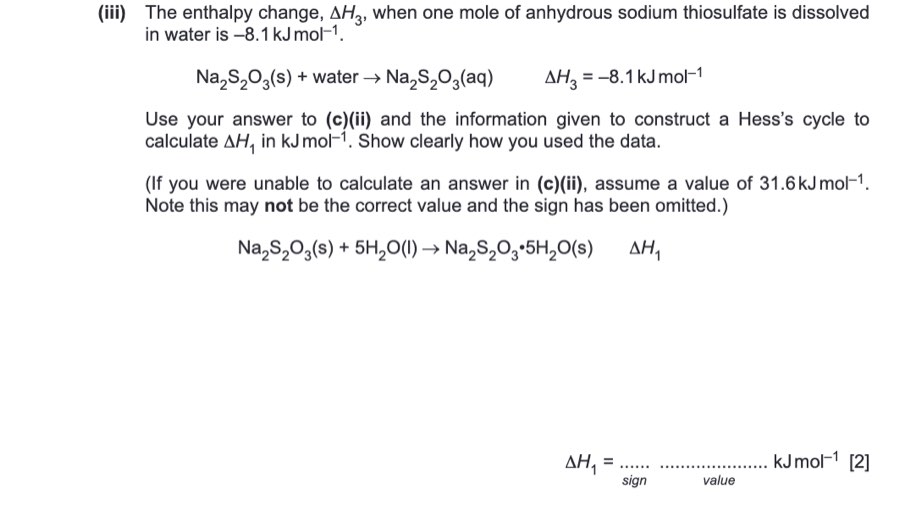 (iii) The enthalpy change, ΔH₃, when one mole of anhydrous sodium thiosulfate is dissolved
in water is –8.1 kJ mol⁻¹.
Na₂S₂O₃(s) + water → Na₂S₂O₃(aq) ΔH₃ = –8.1 kJ mol⁻¹
Use your answer to (c)(ii) and the information given to construct a Hess's cycle to
calculate ΔH₁ in kJ mol⁻¹. Show clearly how you used the data.
(If you were unable to calculate an answer in (c)(ii), assume a value of 31.6 kJ mol⁻¹.
Note this may not be the correct value and the sign has been omitted.)
Na₂S₂O₃(s) + 5H₂O(l) → Na₂S₂O₃•5H₂O(s) ΔH₁
ΔH₁ = ...... ...................... kJ mol⁻¹ [2]
sign value